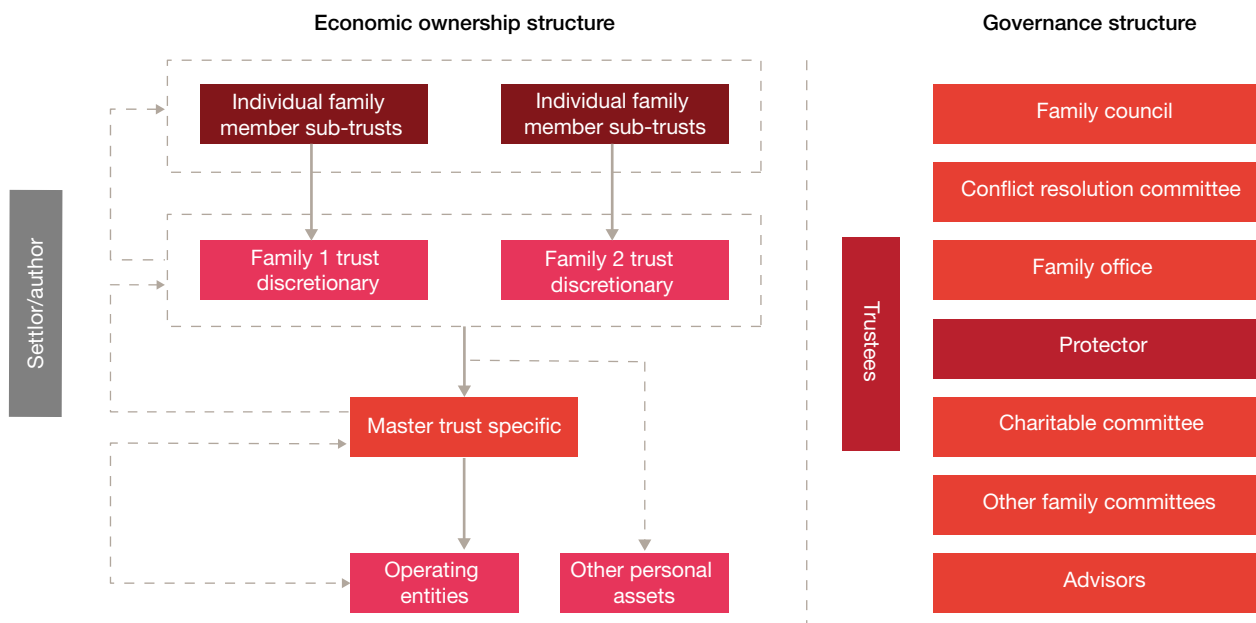 Economic ownership structure
Governance structure
Settlor/author
Individual family
member sub-trusts
Individual family
member sub-trusts
Family 1 trust
discretionary
Family 2 trust
discretionary
Master trust specific
Operating
entities
Other personal
assets
Trustees
Family council
Conflict resolution committee
Family office
Protector
Charitable committee
Other family committees
Advisors